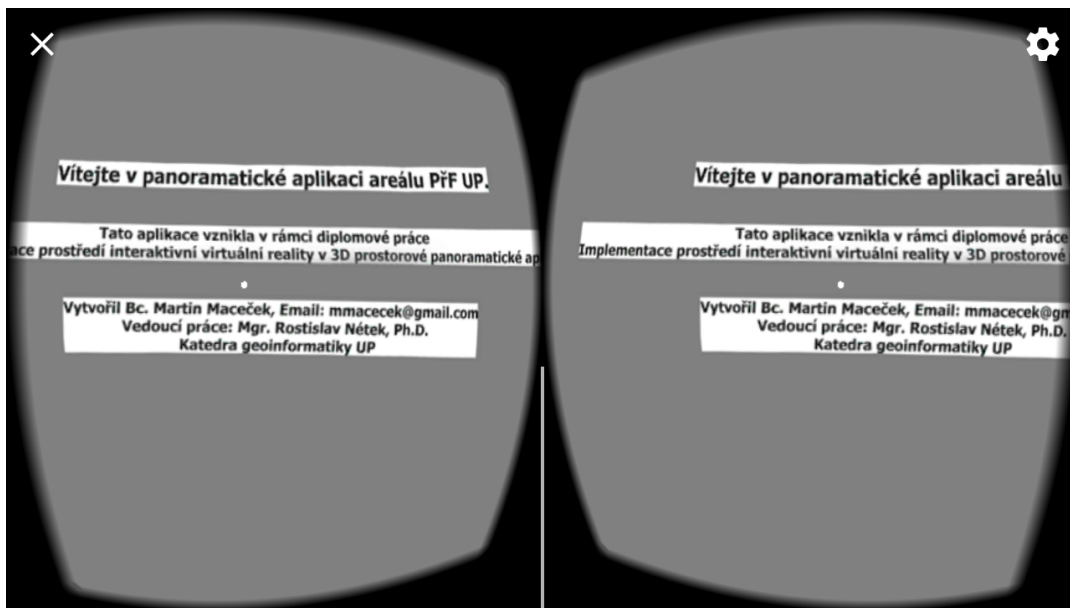 Vítejte v panoramatické aplikaci areálu PřF UP.
Tato aplikace vznikla v rámci diplomové práce
prostředí interaktivní virtuální reality v 3D prostorové panoramatické
Vytvořil Bc. Martin Maceček, Email: mmacecek@gmail.com
Vedoucí práce: Mgr. Rostislav Nétek, Ph.D.
Katedra geoinformatiky UP
Vítejte v panoramatické aplikaci areálu
Tato aplikace vznikla v rámci diplomové práce
Implementace prostředí interaktivní virtuální reality v 3D prostorové
Vytvořil Bc. Martin Maceček, Email:
Vedoucí práce: Mgr. Rostislav Nétek, Ph.D.
Katedra geoinformatiky UP